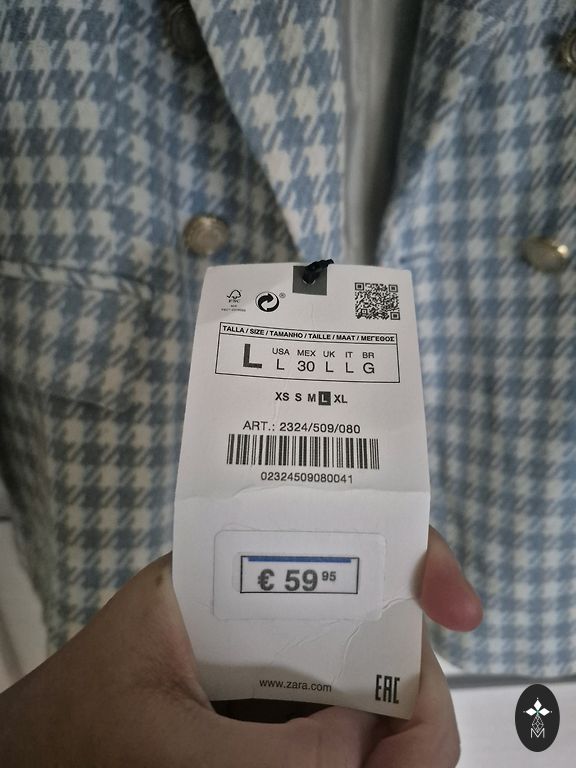 FSC
®
TALLA / SIZE / TAMANHO / TAILLE / MAAT / ΜΕΓΕΘΟΣ
L USA MEX UK IT BR
L 30 L L G
XS S M L XL
ART.: 2324/509/080
02324509080041
€ 59 95
www.zara.com
EAC
M